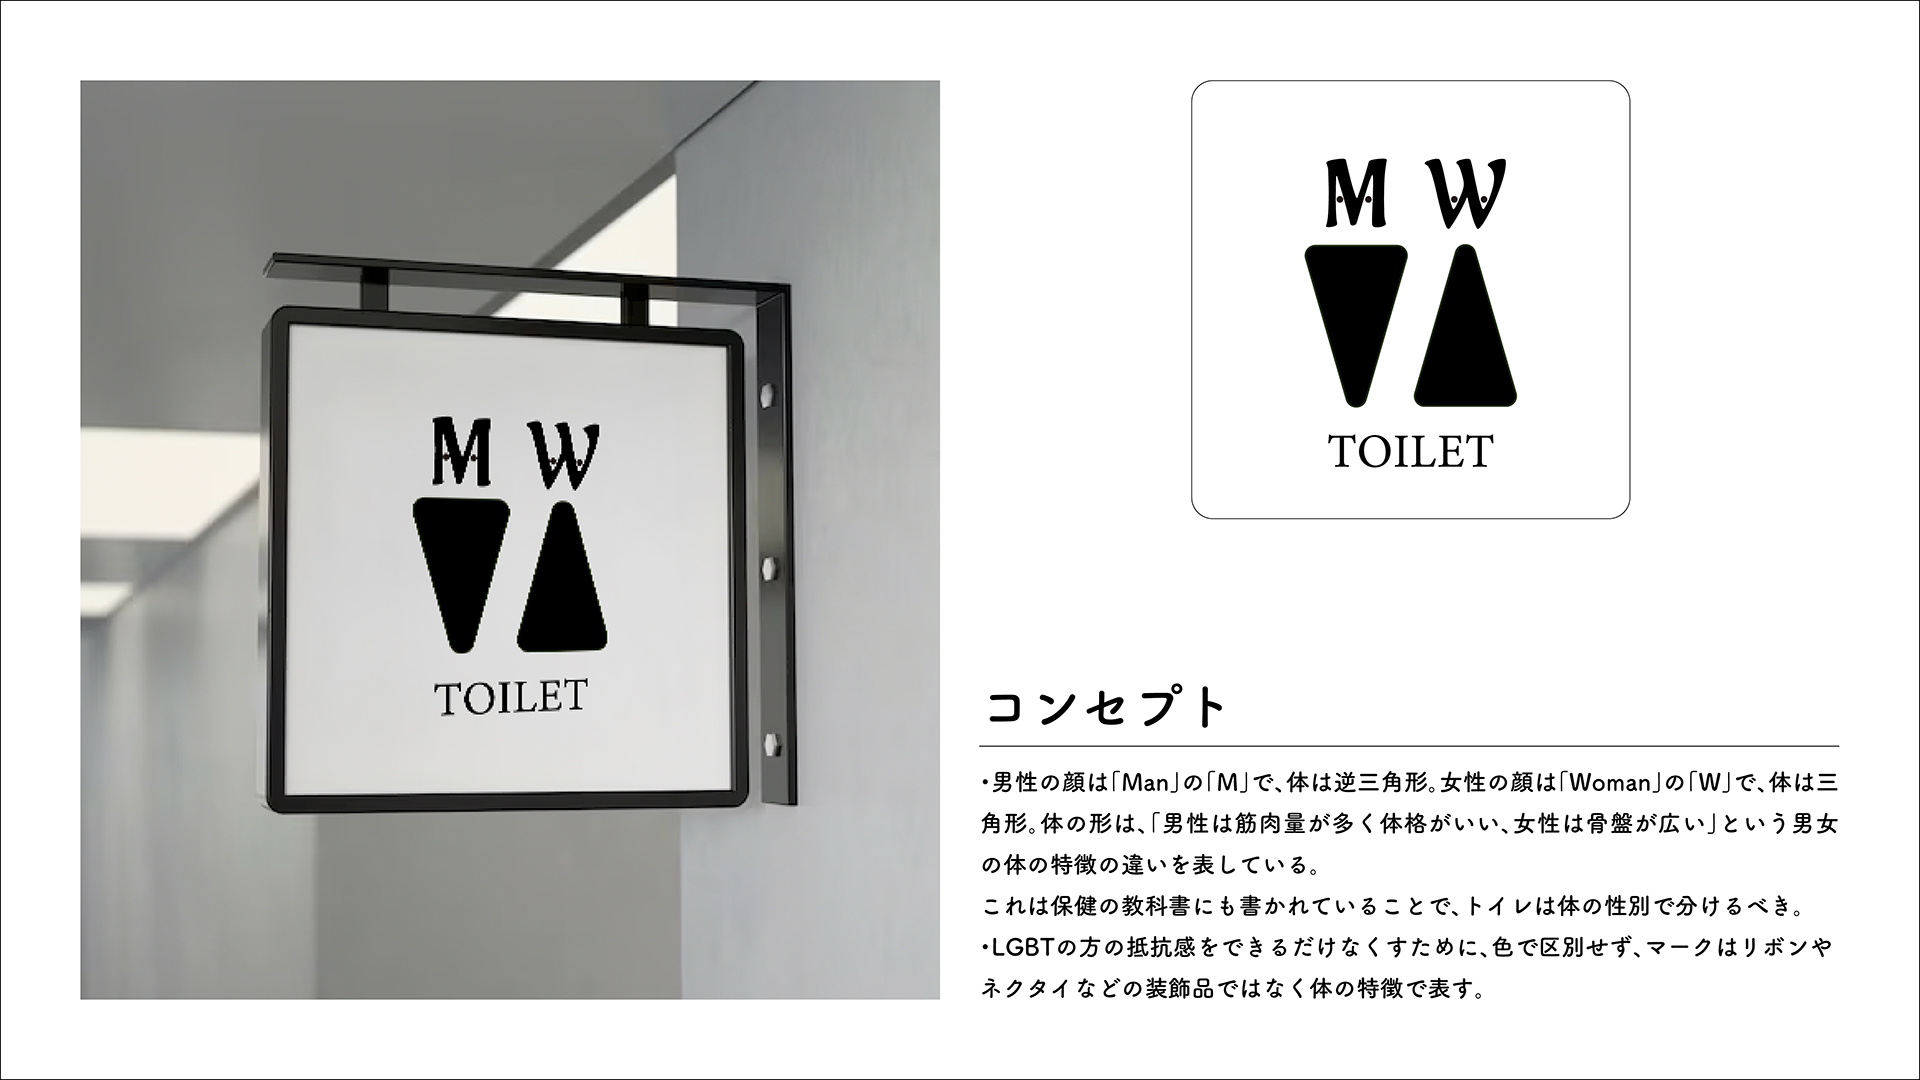 M W
TOILET
M W
TOILET
コンセプト
・男性の顔は「Man」の「M」で、体は逆三角形。女性の顔は「Woman」の「W」で、体は三
角形。体の形は、「男性は筋肉量が多く体格がいい、女性は骨盤が広い」という男女
の体の特徴の違いを表している。
これは保健の教科書にも書かれていることで、トイレは体の性別で分けるべき。
・LGBTの方の抵抗感をできるだけなくすために、色で区別せず、マークはリボンや
ネクタイなどの装飾品ではなく体の特徴で表す。